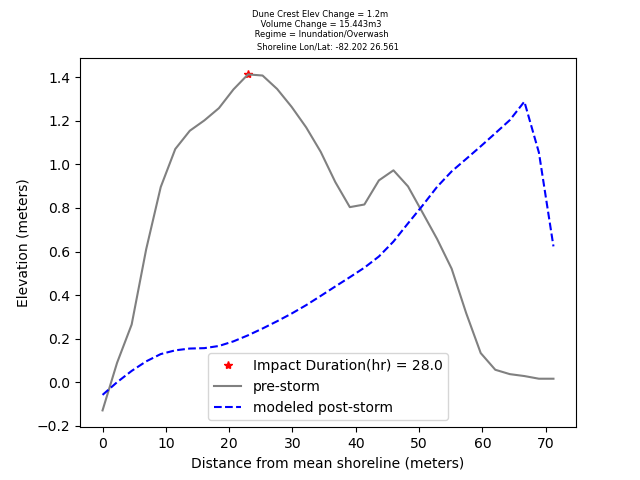 Dune Crest Elev Change = 1.2m
Volume Change = 15.443m3
Regime = Inundation/Overwash
Shoreline Lon/Lat: -82.202 26.561
1.4
1.2
1.0
0.8
0.6
0.4
0.2
0.0
−0.2
Elevation (meters)
Impact Duration(hr) = 28.0
pre-storm
modeled post-storm
0 10 20 30 40 50 60 70
Distance from mean shoreline (meters)